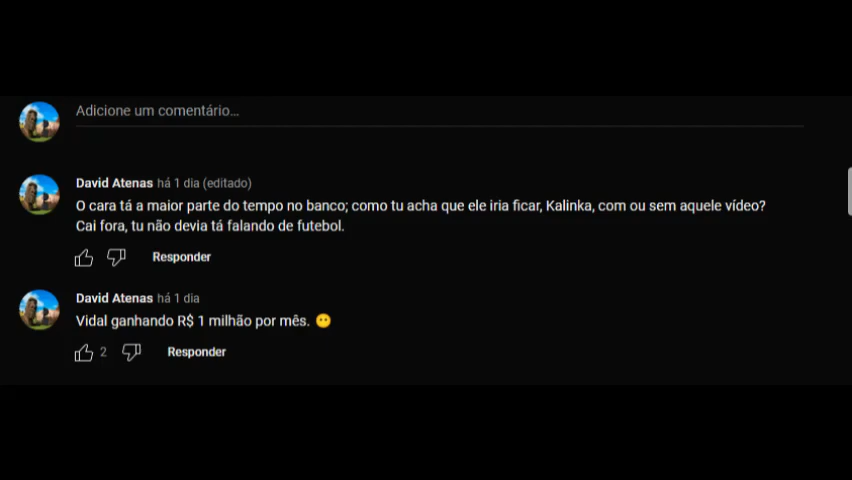 Adicione um comentário...
David Atenas há 1 dia (editado)
O cara tá a maior parte do tempo no banco; como tu acha que ele iria ficar, Kalinka, com ou sem aquele vídeo?
Cai fora, tu não devia tá falando de futebol.
Responder
David Atenas há 1 dia
Vidal ganhando R$ 1 milhão por mês. 😶
2 Responder